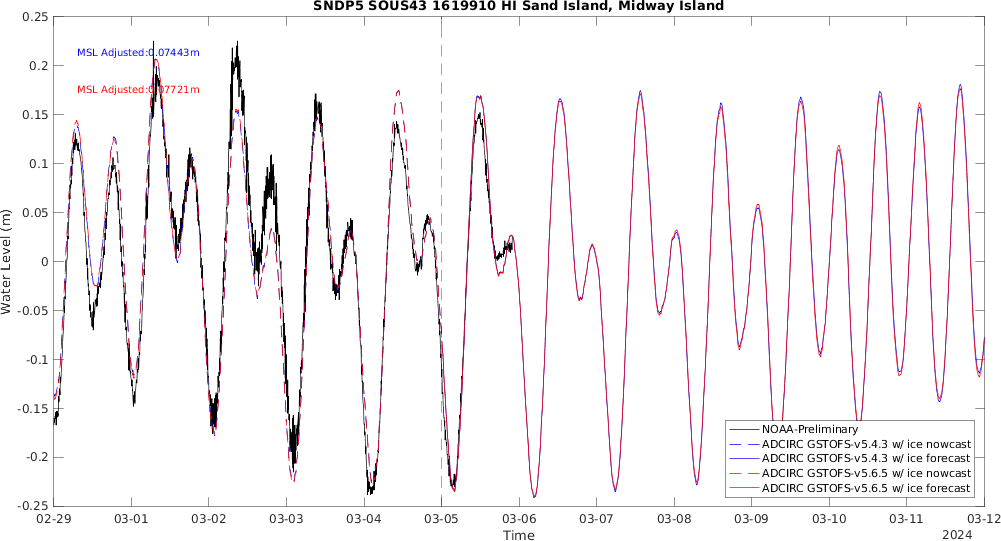 SNDP5 SOUS43 1619910 HI Sand Island, Midway Island
0.25
0.2
0.15
0.1
0.05
0
-0.05
-0.1
-0.15
-0.2
-0.25
Water Level (m)
MSL Adjusted:0.07443m
MSL Adjusted:0.07721m
NOAA-Preliminary
ADCIRC GSTOFS-v5.4.3 w/ ice nowcast
ADCIRC GSTOFS-v5.4.3 w/ ice forecast
ADCIRC GSTOFS-v5.6.5 w/ ice nowcast
ADCIRC GSTOFS-v5.6.5 w/ ice forecast
02-29 03-01 03-02 03-03 03-04 03-05 03-06 03-07 03-08 03-09 03-10 03-11 03-12
Time
2024